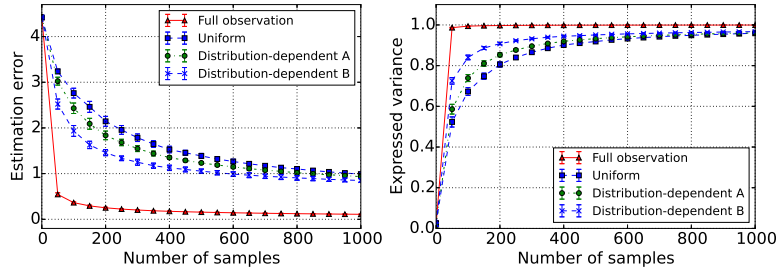 Estimation error
4
3
2
1
0
Full observation
Uniform
Distribution-dependent A
Distribution-dependent B
0 200 400 600 800 1000
Number of samples
Expressed variance
1.0
0.8
0.6
0.4
0.2
0.0
Full observation
Uniform
Distribution-dependent A
Distribution-dependent B
0 200 400 600 800 1000
Number of samples